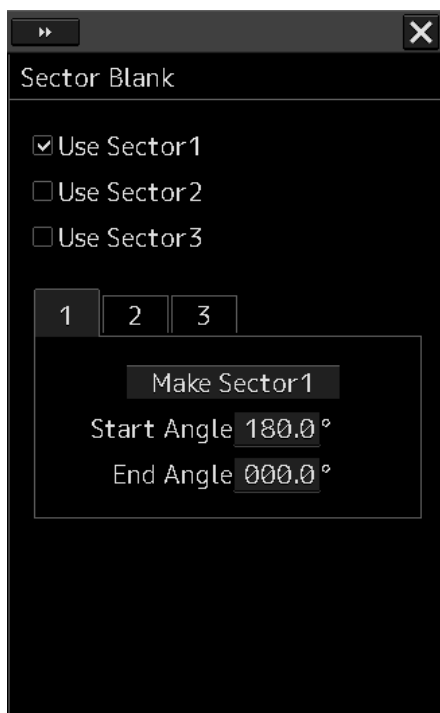 Sector Blank
Use Sector1
Use Sector2
Use Sector3
1 2 3
Make Sector1
Start Angle 180.0°
End Angle 000.0°